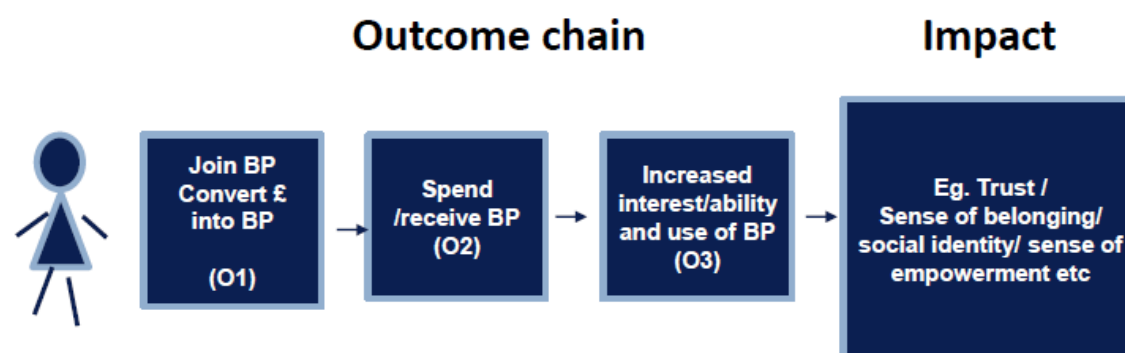 Outcome chain
Impact
Join BP
Convert £
into BP
(O1)
Spend
/receive BP
(O2)
Increased
interest/ability
and use of BP
(O3)
Eg. Trust /
Sense of belonging/
social identity/ sense of
empowerment etc